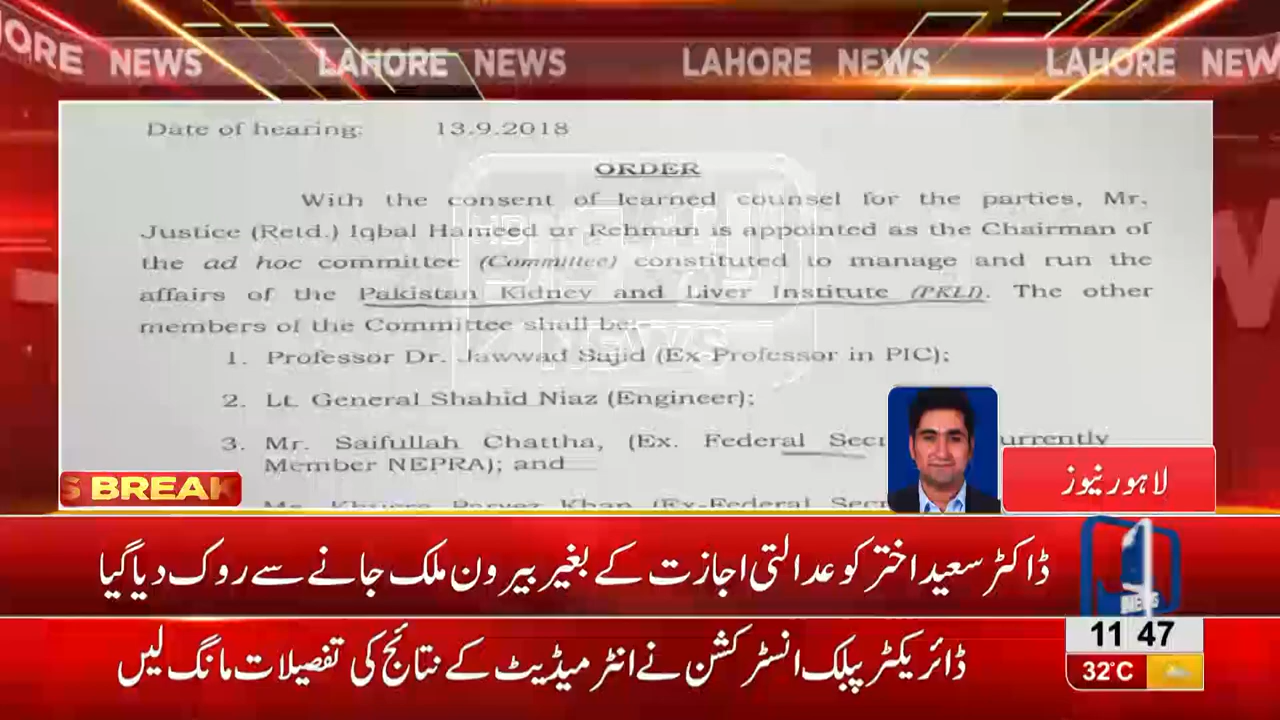 LAHORE NEWS LAHORE NEWS LAHORE NEWS LAHORE NEWS
Date of hearing: 13.9.2018
ORDER
With the consent of learned counsel for the parties, Mr.
Justice (Retd.) Iqbal Hameed ur Rehman is appointed as the Chairman of
the ad hoc committee (Committee) constituted to manage and run the
affairs of the Pakistan Kidney and Liver Institute (PKLI). The other
members of the Committee shall be:-
1. Professor Dr. Jawwad Sajid (Ex-Professor in PIC);
2. Lt. General Shahid Niaz (Engineer);
3. Mr. Saifullah Chattha, (Ex. Federal
Member NEPRA); and
Khan (Ex-Federal
NEWS
لاہور نیوز
S BREAK
ڈاکٹر سعید اختر کو عدالتی اجازت کے بغیر بیرون ملک جانے سے روک دیا گیا
NEWS
11 47
ڈائریکٹر پبلک انسٹرکشن نے انٹرمیڈیٹ کے نتائج کی تفصیلات مانگ لیں
32°C